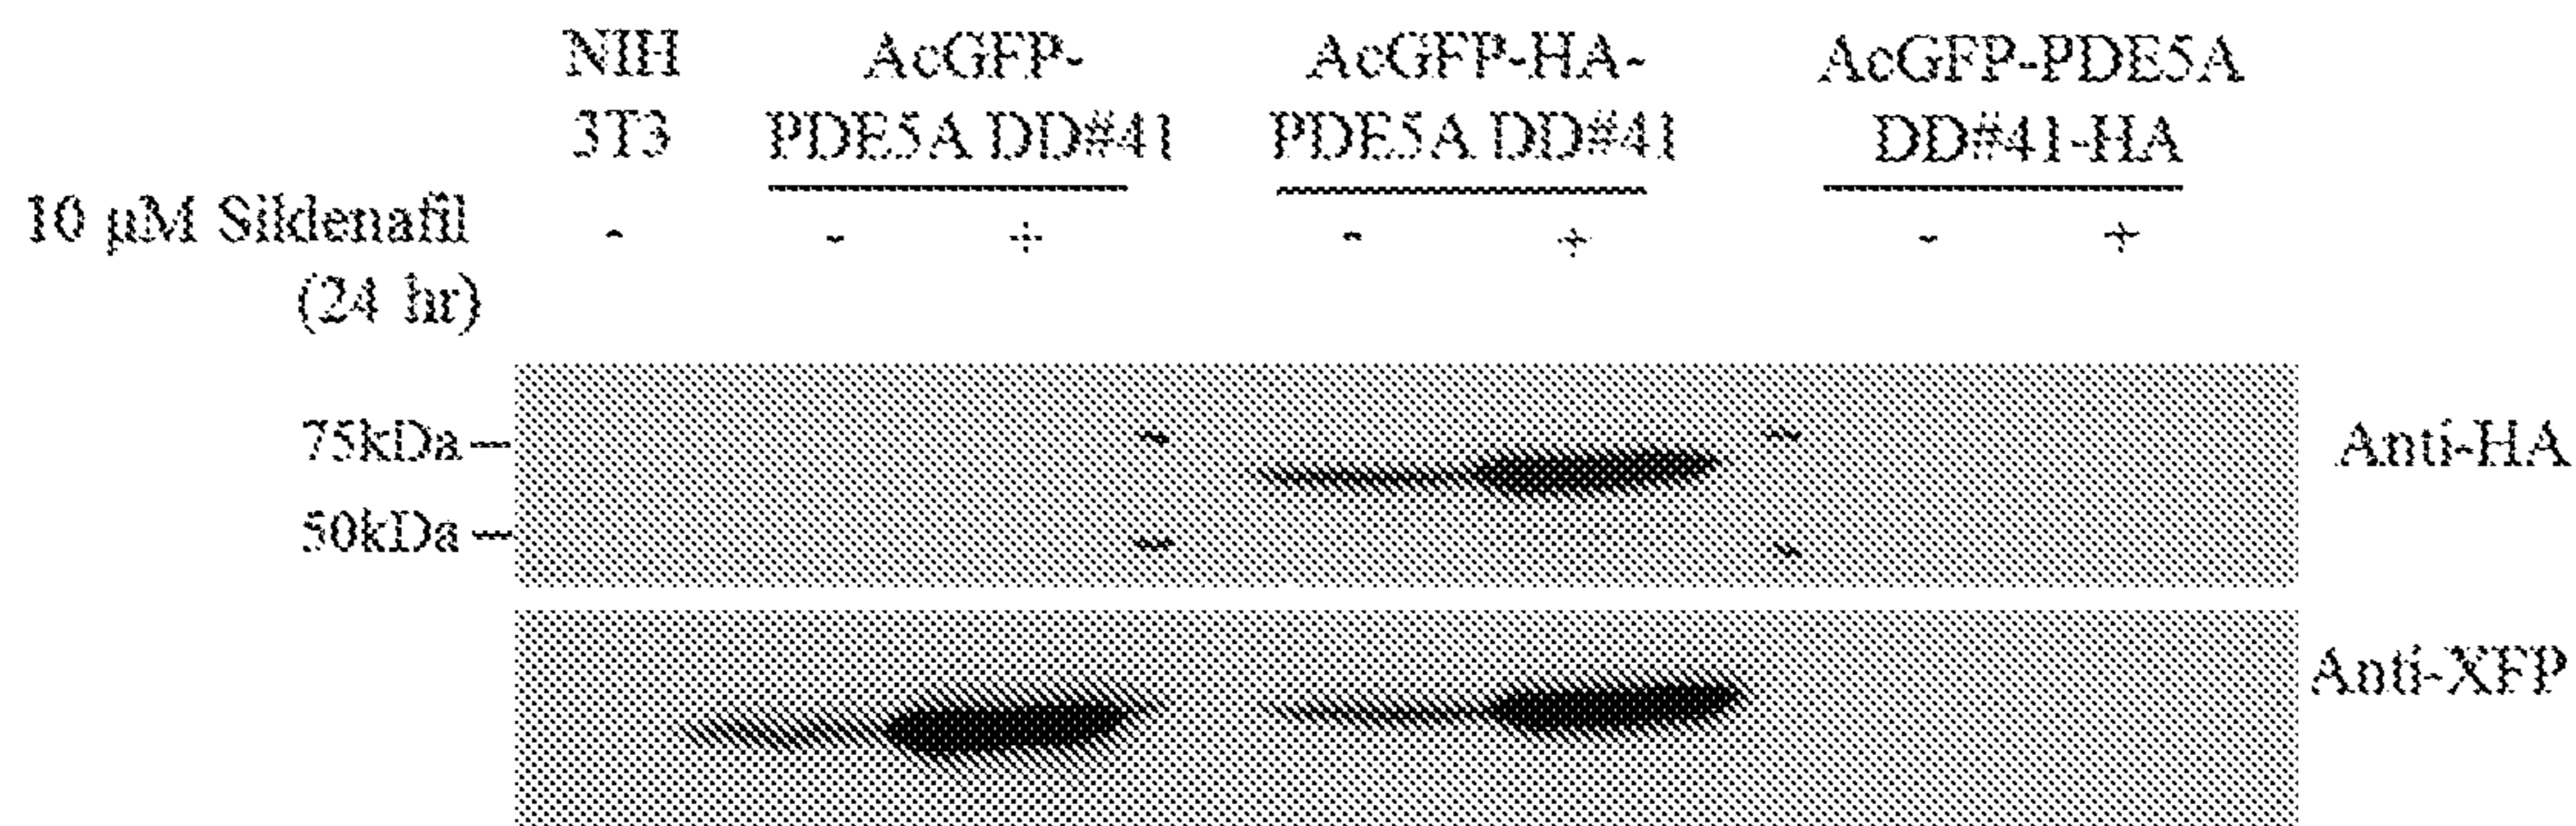 NIH AcGFP- AcGFP-HA- AcGFP-PDE5A
3T3 PDE5A DD#41 PDE5A DD#41 DD#41-HA
10 µM Sildenafil - - + - + - +
(24 hr)
75kDa
Anti-HA
50kDa
Anti-XFP